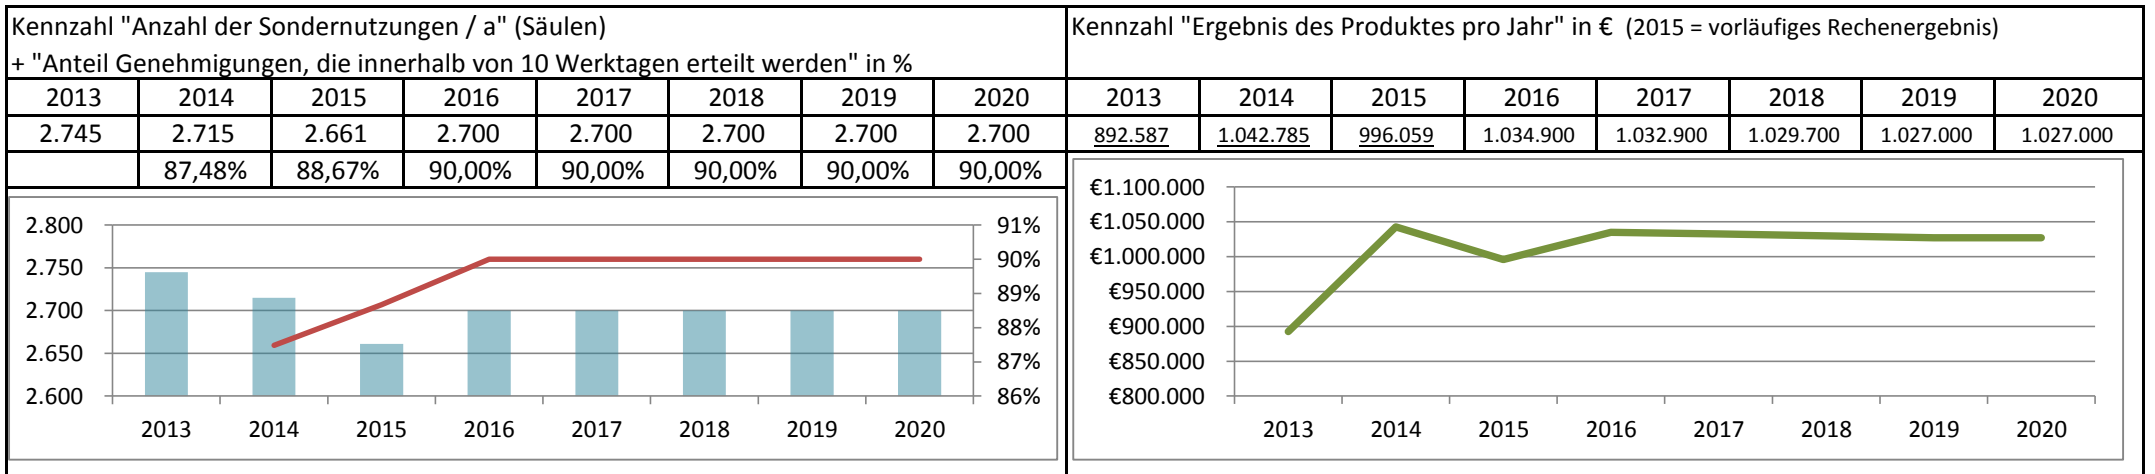 Kennzahl "Anzahl der Sondernutzungen / a" (Säulen)
+ "Anteil Genehmigungen, die innerhalb von 10 Werktagen erteilt werden" in %
2013 2014 2015 2016 2017 2018 2019 2020
2.745 2.715 2.661 2.700 2.700 2.700 2.700 2.700
87,48% 88,67% 90,00% 90,00% 90,00% 90,00% 90,00%
2.800 91%
2.750 90%
2.700 89%
2.650 88%
2.600 87%
86%
2013 2014 2015 2016 2017 2018 2019 2020
Kennzahl "Ergebnis des Produktes pro Jahr" in € (2015 = vorläufiges Rechenergebnis)
2013 2014 2015 2016 2017 2018 2019 2020
892.587 1.042.785 996.059 1.034.900 1.032.900 1.029.700 1.027.000 1.027.000
€1.100.000
€1.050.000
€1.000.000
€950.000
€900.000
€850.000
€800.000
2013 2014 2015 2016 2017 2018 2019 2020